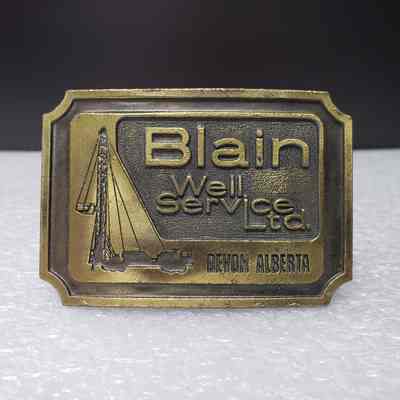 Blain
Well
Service
Ltd.
DEVON ALBERTA